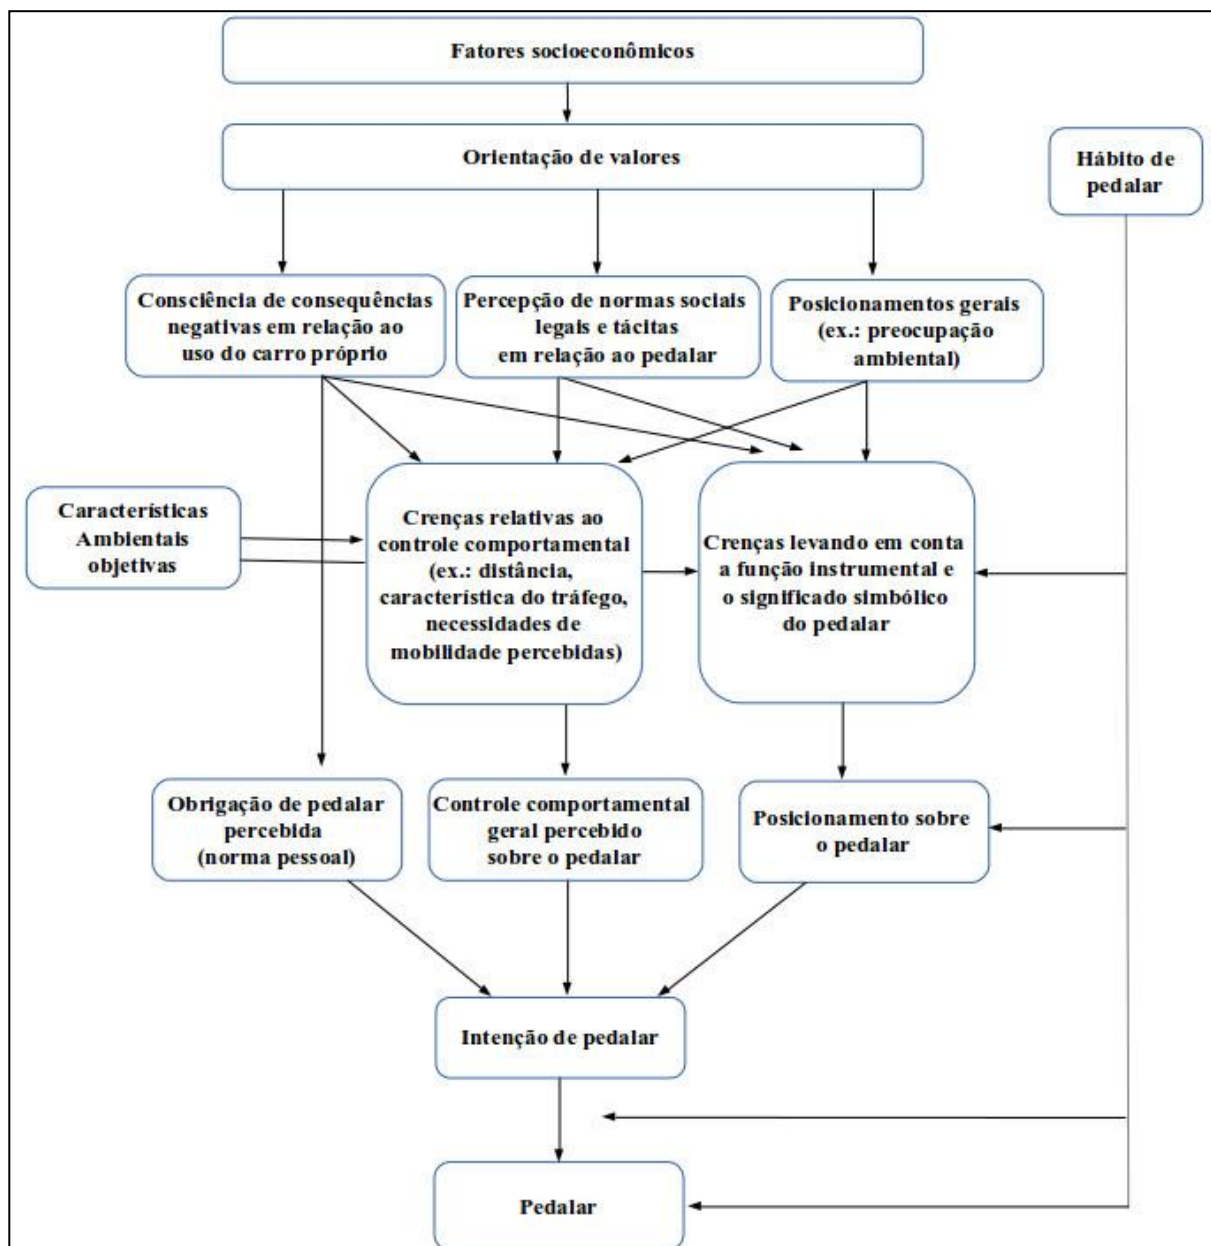 Fatores socioeconômicos
Orientação de valores
Hábito de
pedalar
Consciência de consequências
negativas em relação ao
uso do carro próprio
Percepção de normas sociais
legais e tácitas
em relação ao pedalar
Posicionamentos gerais
(ex.: preocupação
ambiental)
Características
Ambientais
objetivas
Crenças relativas ao
controle comportamental
(ex.: distância,
característica do tráfego,
necessidades de
mobilidade percebidas)
Crenças levando em conta
a função instrumental e
o significado simbólico
do pedalar
Obrigação de pedalar
percebida
(norma pessoal)
Controle comportamental
geral percebido
sobre o pedalar
Posicionamento sobre
o pedalar
Intenção de pedalar
Pedalar